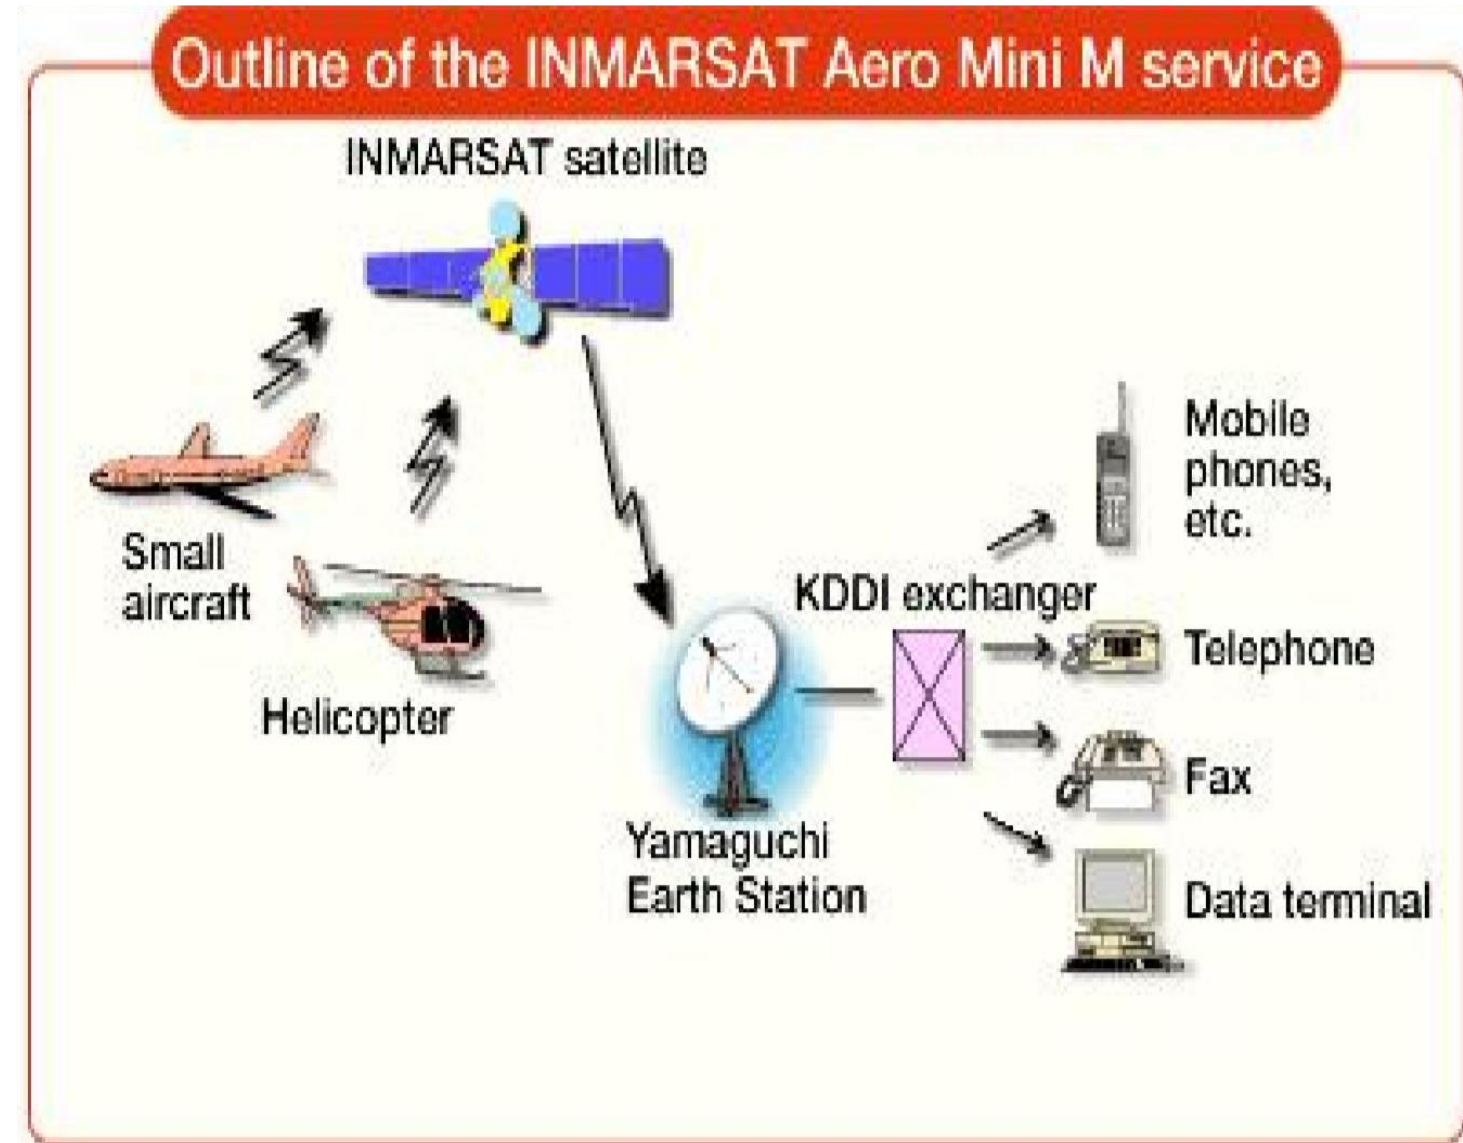 Outline of the INMARSAT Aero Mini M service
INMARSAT satellite
Small
aircraft
Helicopter
Yamaguchi
Earth Station
KDDI exchanger
Mobile
phones,
etc.
Telephone
Fax
Data terminal